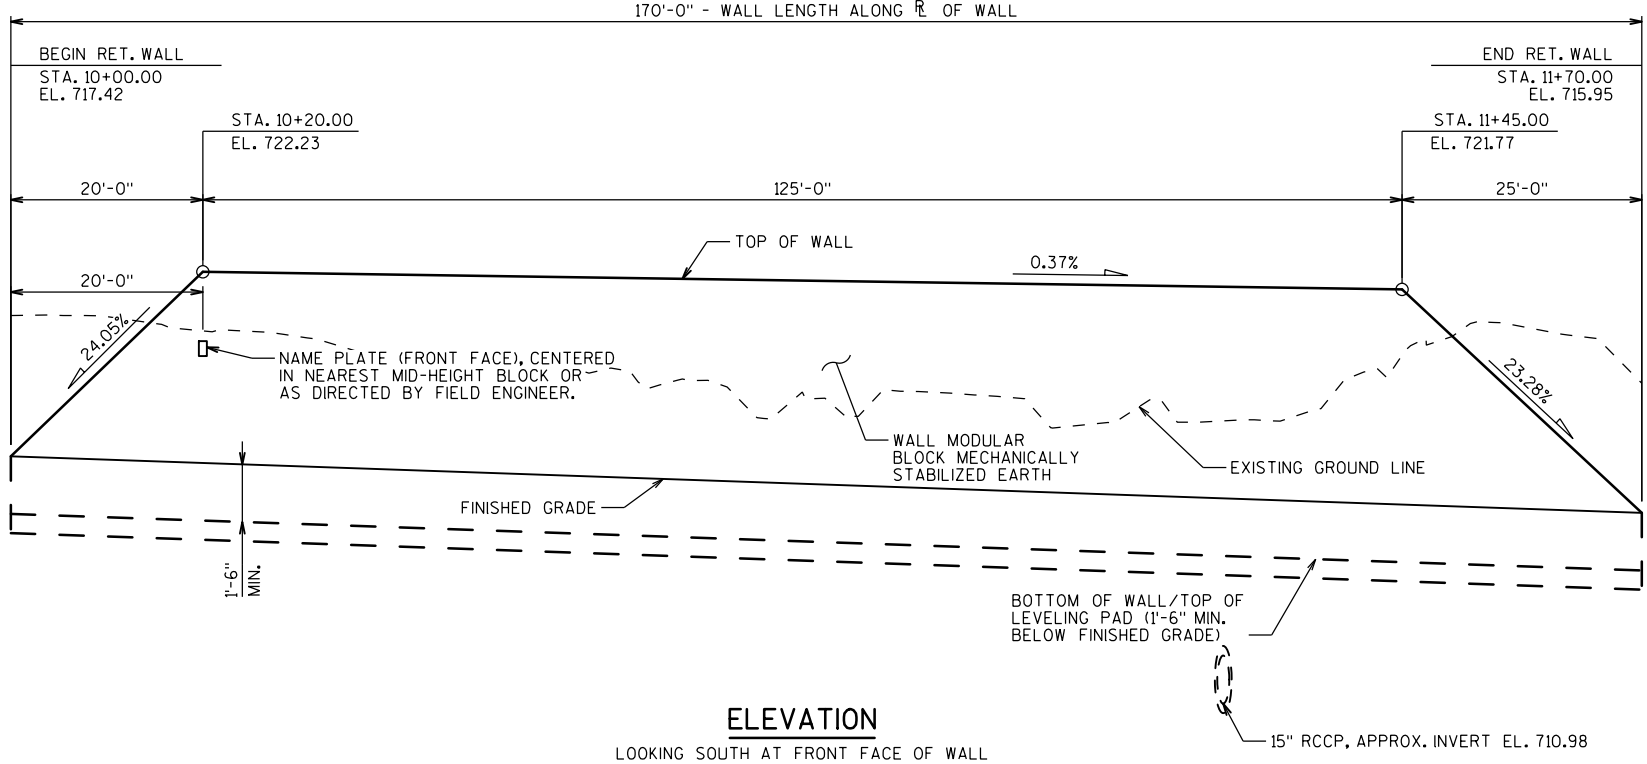 170'-0" - WALL LENGTH ALONG ℞ OF WALL
BEGIN RET. WALL
STA. 10+00.00
EL. 717.42
END RET. WALL
STA. 11+70.00
EL. 715.95
STA. 10+20.00
EL. 722.23
STA. 11+45.00
EL. 721.77
20'-0"
125'-0"
25'-0"
TOP OF WALL
0.37%
20'-0"
24.05%
23.28%
NAME PLATE (FRONT FACE), CENTERED
IN NEAREST MID-HEIGHT BLOCK OR
AS DIRECTED BY FIELD ENGINEER.
WALL MODULAR
BLOCK MECHANICALLY
STABILIZED EARTH
EXISTING GROUND LINE
FINISHED GRADE
1'-6"
MIN.
BOTTOM OF WALL/TOP OF
LEVELING PAD (1'-6" MIN.
BELOW FINISHED GRADE)
15" RCCP, APPROX. INVERT EL. 710.98
ELEVATION
LOOKING SOUTH AT FRONT FACE OF WALL